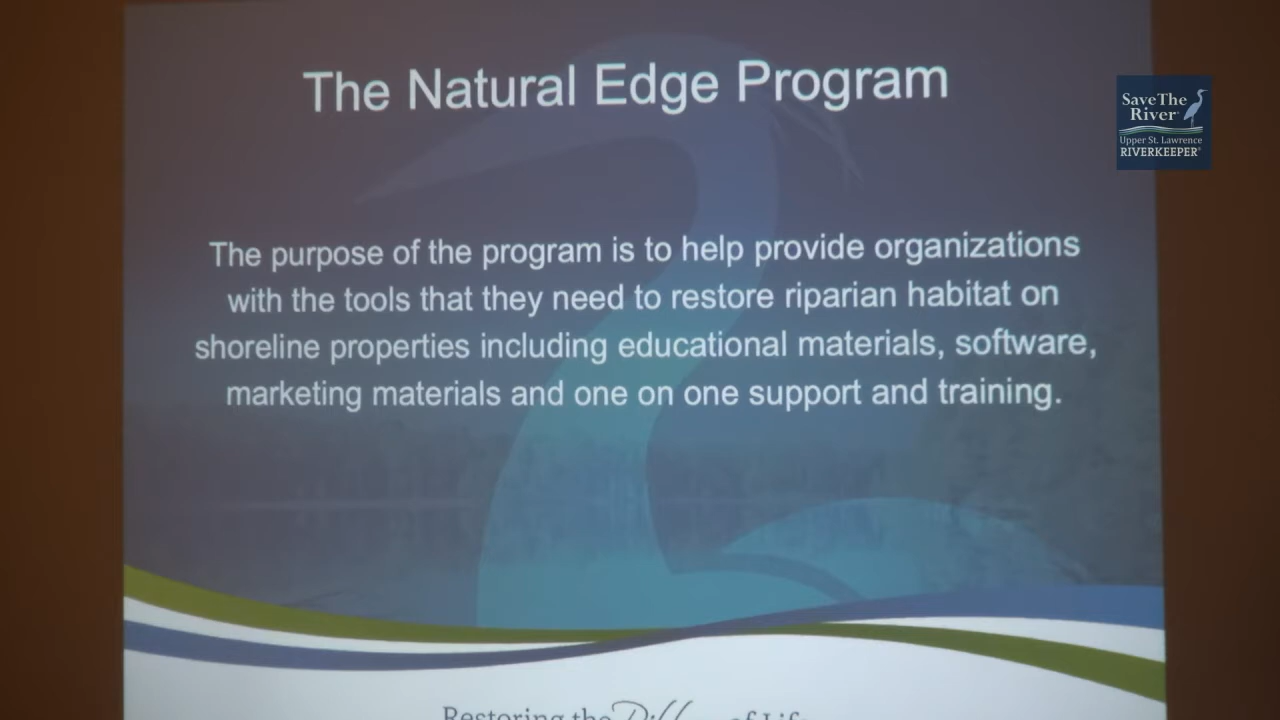 The Natural Edge Program
Save The
River
Upper St. Lawrence
RIVERKEEPER®
The purpose of the program is to help provide organizations
with the tools that they need to restore riparian habitat on
shoreline properties including educational materials, software,
marketing materials and one on one support and training.
Restoring the